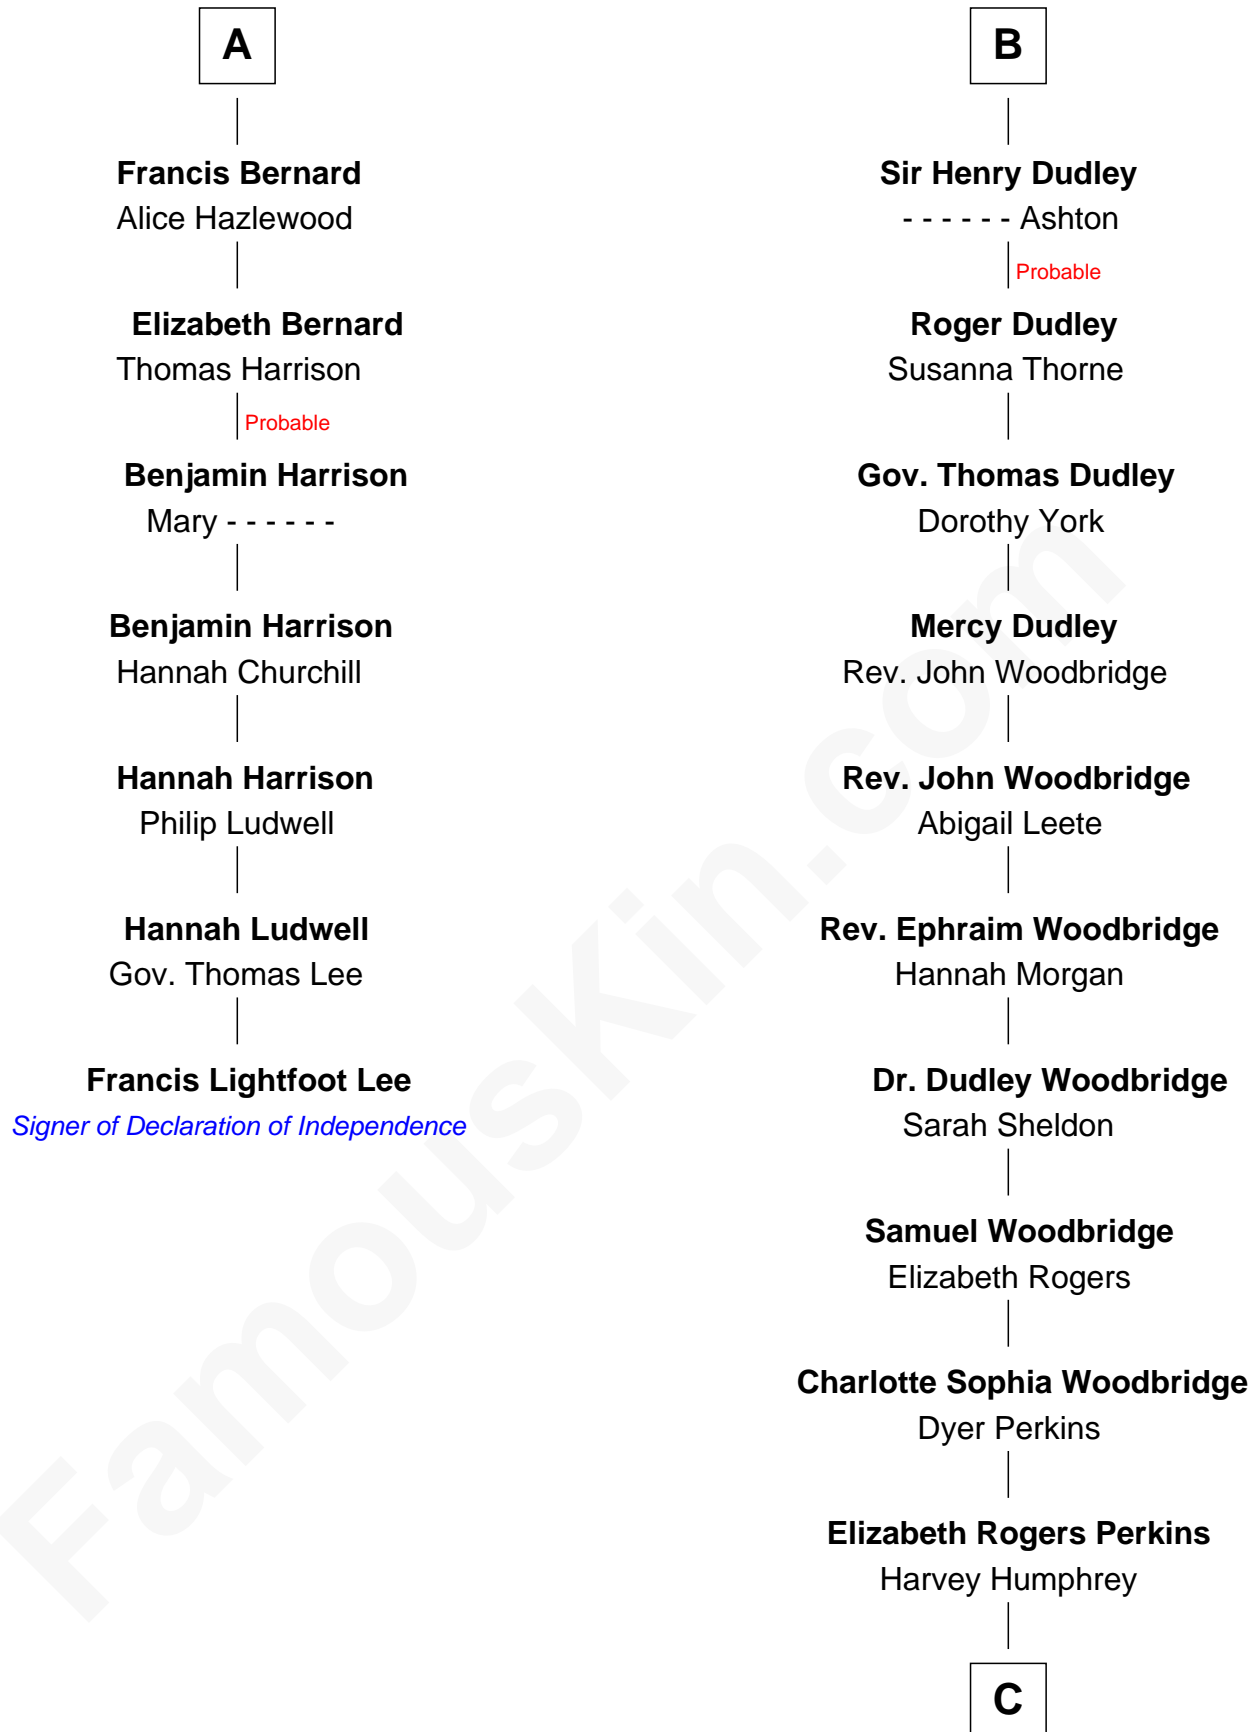 A
Francis Bernard
Alice Hazlewood
Elizabeth Bernard
Thomas Harrison
Probable
Benjamin Harrison
Mary - - - - - -
Benjamin Harrison
Hannah Churchill
Hannah Harrison
Philip Ludwell
Hannah Ludwell
Gov. Thomas Lee
Francis Lightfoot Lee
Signer of Declaration of Independence
B
Sir Henry Dudley
- - - - - - Ashton
Probable
Roger Dudley
Susanna Thorne
Gov. Thomas Dudley
Dorothy York
Mercy Dudley
Rev. John Woodbridge
Rev. John Woodbridge
Abigail Leete
Rev. Ephraim Woodbridge
Hannah Morgan
Dr. Dudley Woodbridge
Sarah Sheldon
Samuel Woodbridge
Elizabeth Rogers
Charlotte Sophia Woodbridge
Dyer Perkins
Elizabeth Rogers Perkins
Harvey Humphrey
C
FamousKin.com